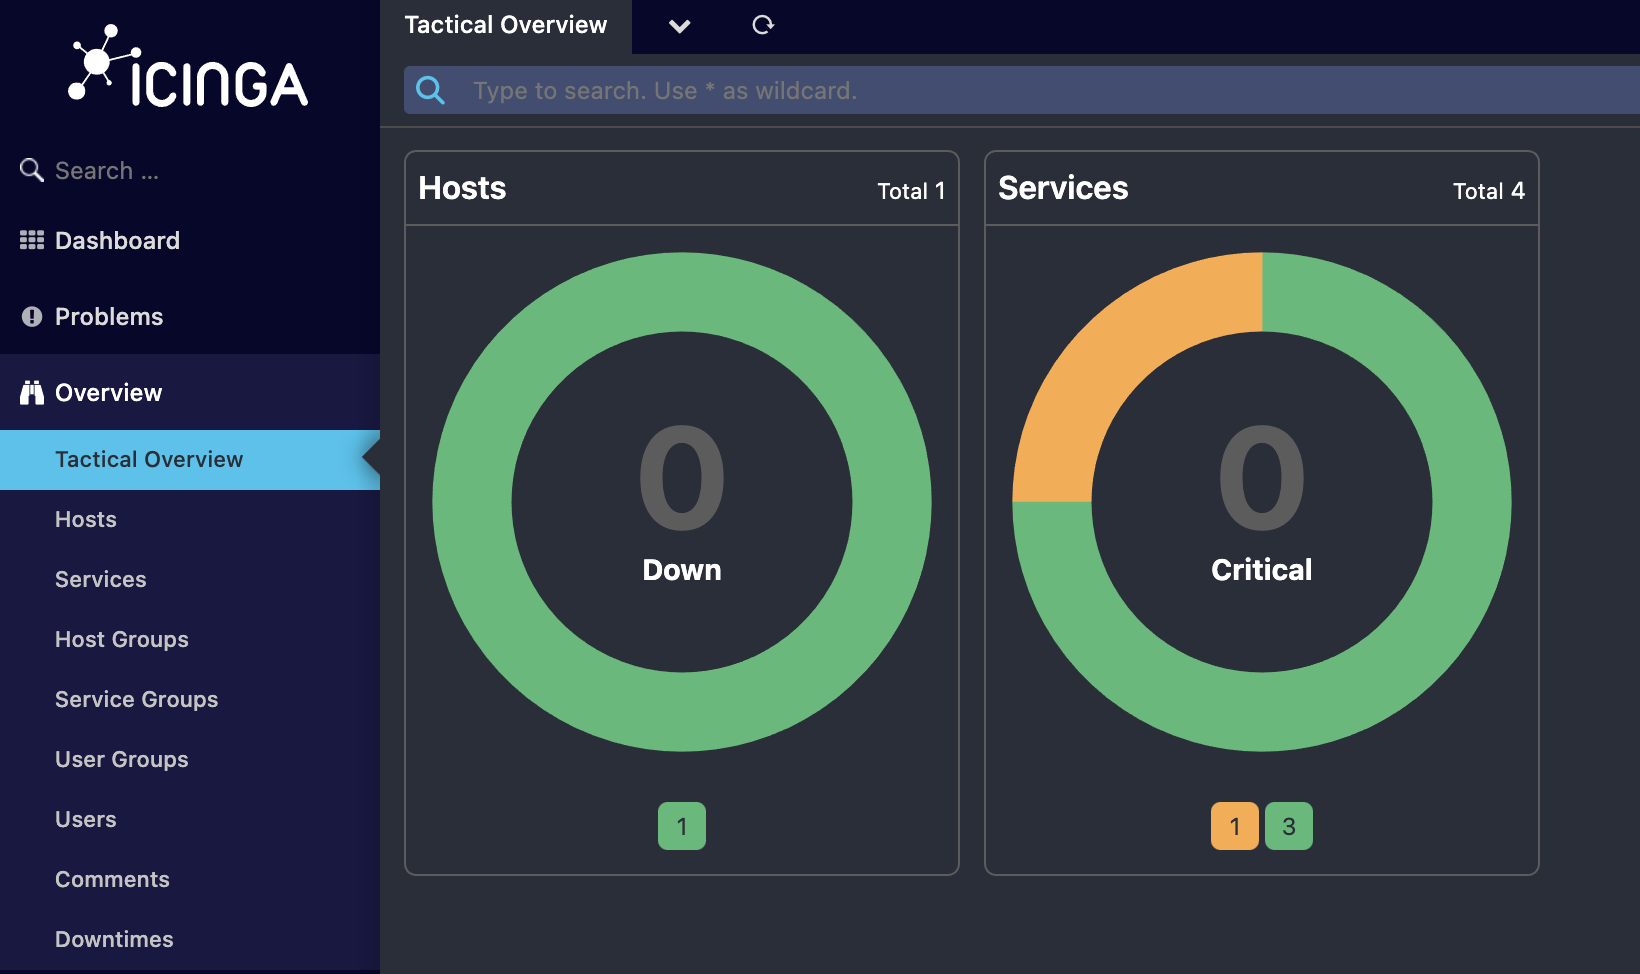 ICINGA
Search ...
Dashboard
Problems
Overview
Tactical Overview
Hosts
Services
Host Groups
Service Groups
User Groups
Users
Comments
Downtimes
Tactical Overview
Type to search. Use * as wildcard.
Hosts Total 1
0
Down
1
Services Total 4
0
Critical
1 3